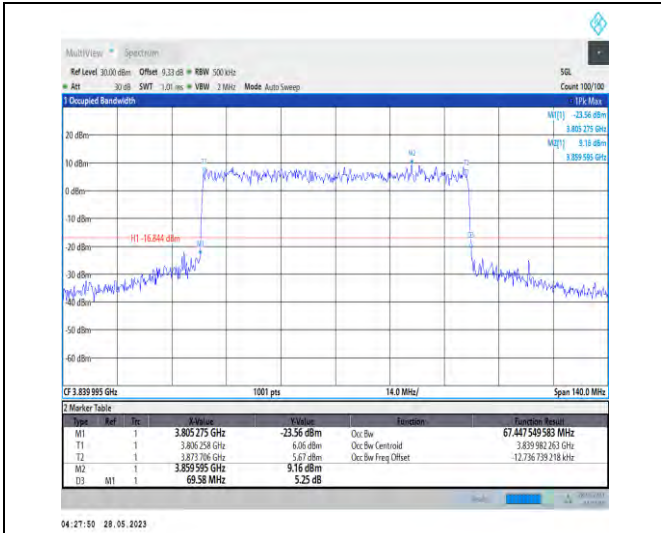 MultiView Spectrum
Ref Level 30.00 dBm Offset 9.33 dB RBW 500 kHz SGL
Att 30 dB SWT 1.01 ms VBW 2 MHz Mode Auto Sweep Count 100/100
1 Occupied Bandwidth 1Pk Max
M1[1] -23.56 dBm
3.805 275 GHz
M2[1] 9.16 dBm
3.859 595 GHz
20 dBm
M2
10 dBm
0 dBm
-10 dBm
H1 -16.844 dBm
-20 dBm
-30 dBm
-40 dBm
-50 dBm
-60 dBm
CF 3.839 995 GHz 1001 pts 14.0 MHz/ Span 140.0 MHz
2 Marker Table
Type Ref Trc X-Value Y-Value Function Function Result
M1 1 3.805 275 GHz -23.56 dBm Occ Bw 67.447 549 583 MHz
T1 1 3.806 258 GHz 6.06 dBm Occ Bw Centroid 3.839 982 263 GHz
T2 1 3.873 706 GHz 5.67 dBm Occ Bw Freq Offset -12.736 739 218 kHz
M2 1 3.859 595 GHz 9.16 dBm
D3 M1 1 69.58 MHz 5.25 dB
04:27:50 28.05.2023